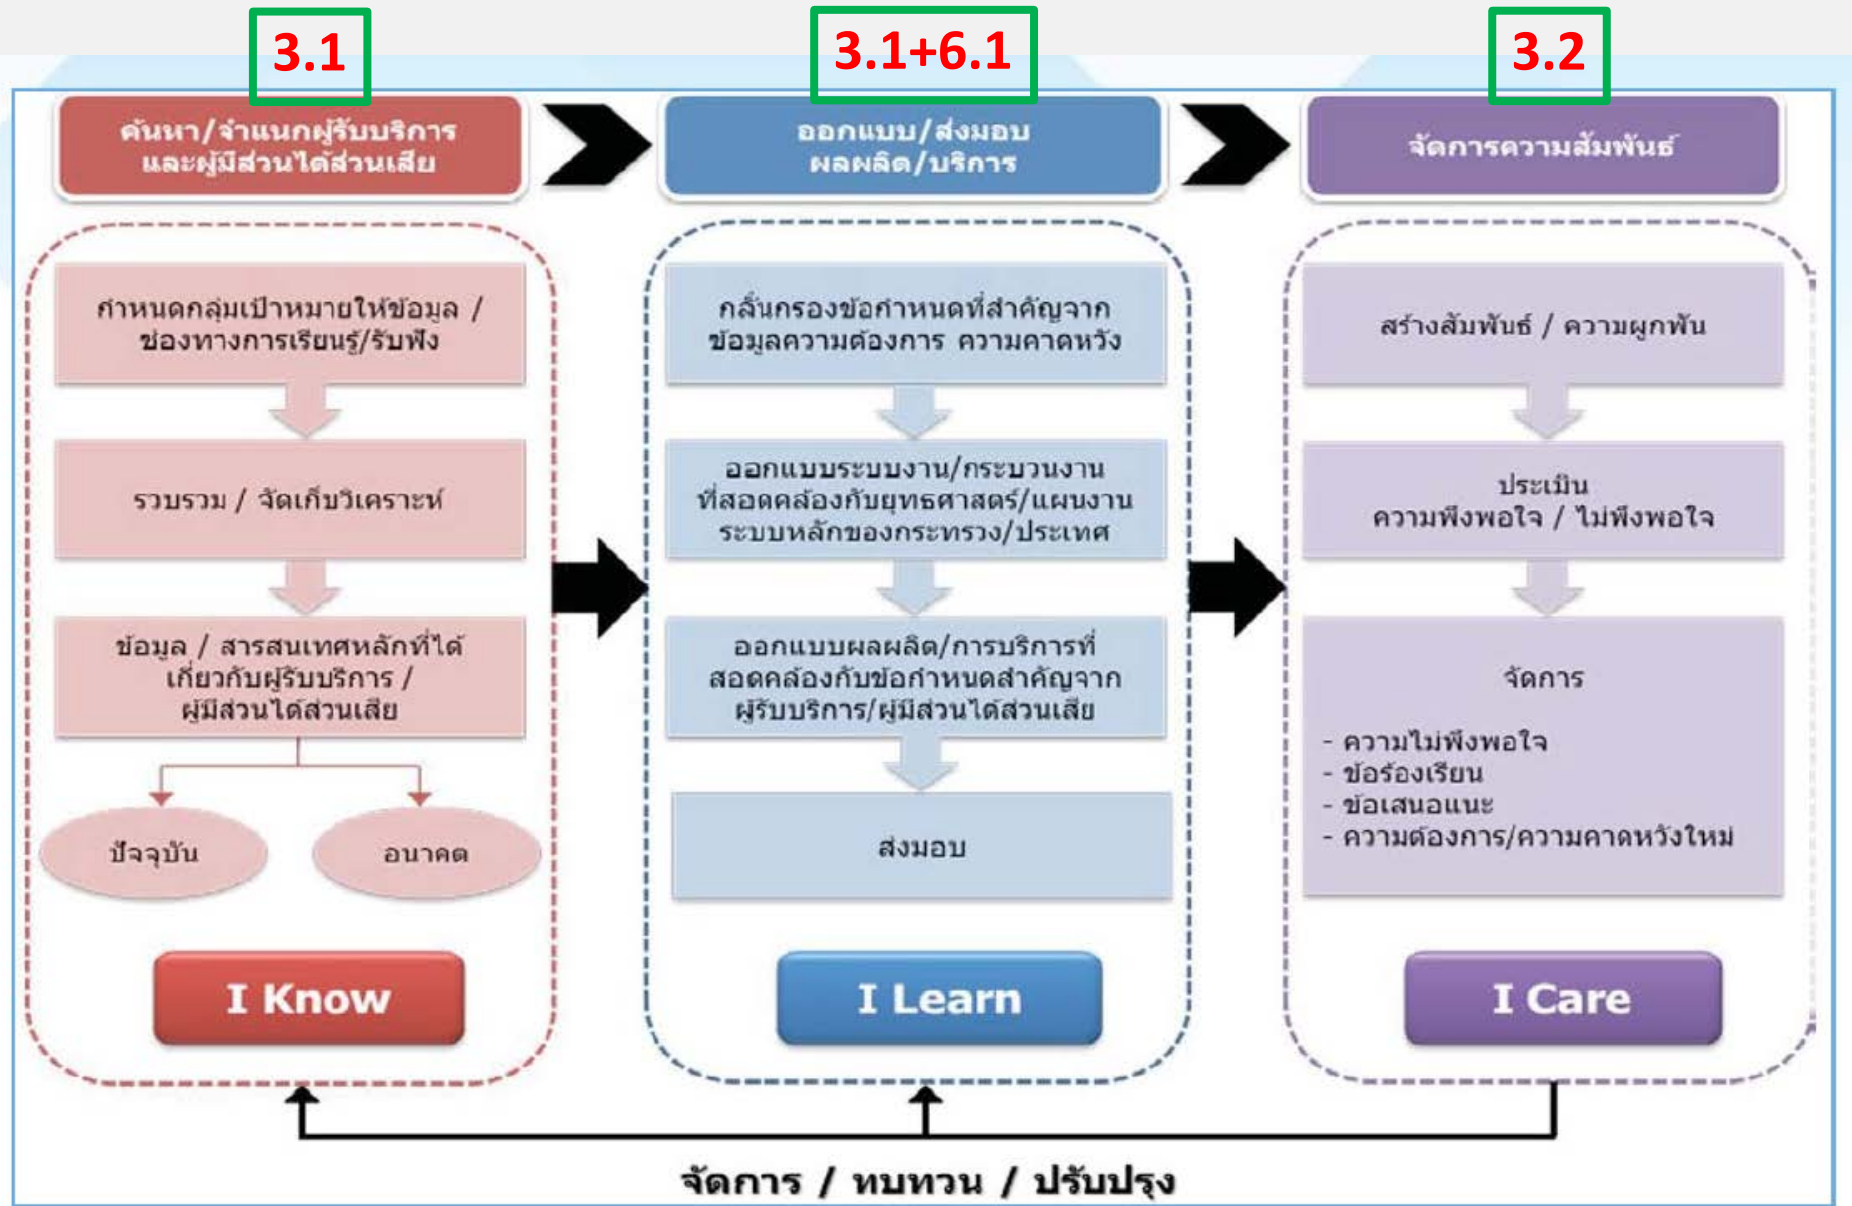 3.1
3.1+6.1
3.2
ค้นหา/จำแนกผู้รับบริการ
และผู้มีส่วนได้ส่วนเสีย
ออกแบบ/ส่งมอบ
ผลผลิต/บริการ
จัดการความสัมพันธ์
กำหนดกลุ่มเป้าหมายให้ข้อมูล /
ช่องทางการเรียนรู้/รับฟัง
รวบรวม / จัดเก็บวิเคราะห์
ข้อมูล / สารสนเทศหลักที่ได้
เกี่ยวกับผู้รับบริการ /
ผู้มีส่วนได้ส่วนเสีย
ปัจจุบัน
อนาคต
I Know
กลั่นกรองข้อกำหนดที่สำคัญจาก
ข้อมูลความต้องการ ความคาดหวัง
ออกแบบระบบงาน/กระบวนงาน
ที่สอดคล้องกับยุทธศาสตร์/แผนงาน
ระบบหลักของกระทรวง/ประเทศ
ออกแบบผลผลิต/การบริการที่
สอดคล้องกับข้อกำหนดสำคัญจาก
ผู้รับบริการ/ผู้มีส่วนได้ส่วนเสีย
ส่งมอบ
I Learn
สร้างสัมพันธ์ / ความผูกพัน
ประเมิน
ความพึงพอใจ / ไม่พึงพอใจ
จัดการ
- ความไม่พึงพอใจ
- ข้อร้องเรียน
- ข้อเสนอแนะ
- ความต้องการ/ความคาดหวังใหม่
I Care
จัดการ / ทบทวน / ปรับปรุง